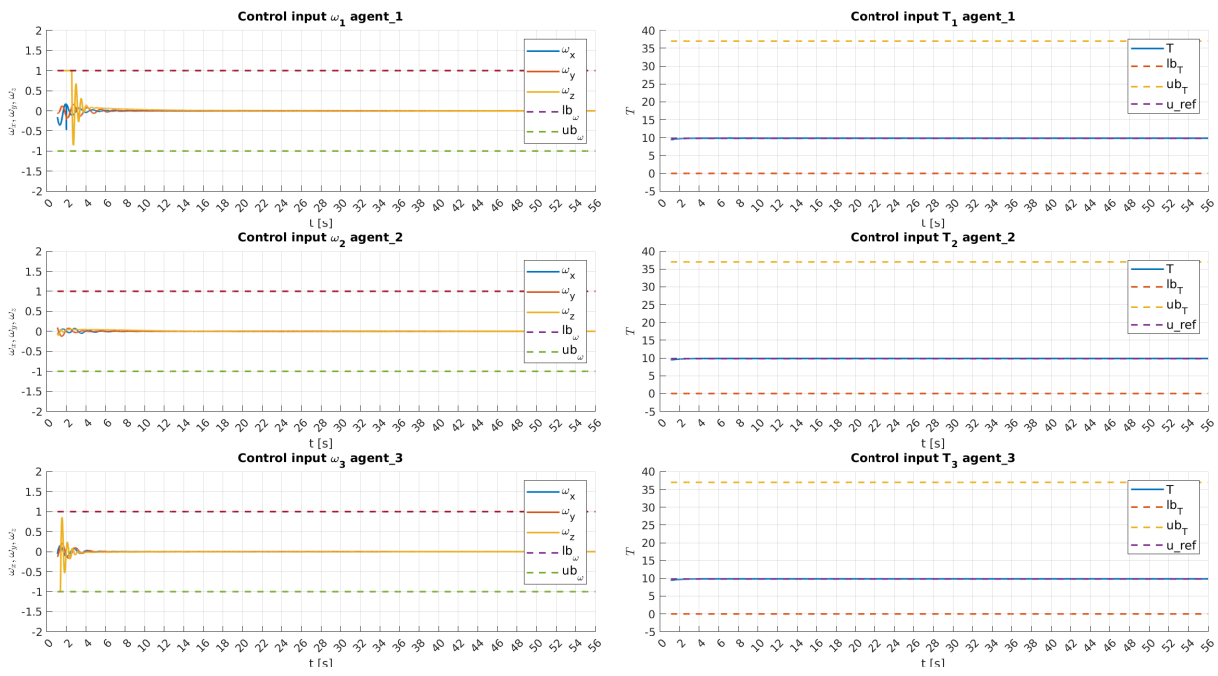 Control input ω1 agent_1
2
1.5
1
0.5
0
-0.5
-1
-1.5
-2
ωx, ωy, ωz
ωx
ωy
ωz
lbω
ubω
0 2 4 6 8 10 12 14 16 18 20 22 24 26 28 30 32 34 36 38 40 42 44 46 48 50 52 54 56
t [s]
Control input T1 agent_1
40
35
30
25
20
15
10
5
0
-5
T
T
lbT
ubT
u_ref
0 2 4 6 8 10 12 14 16 18 20 22 24 26 28 30 32 34 36 38 40 42 44 46 48 50 52 54 56
t [s]
Control input ω2 agent_2
2
1.5
1
0.5
0
-0.5
-1
-1.5
-2
ωx, ωy, ωz
ωx
ωy
ωz
lbω
ubω
0 2 4 6 8 10 12 14 16 18 20 22 24 26 28 30 32 34 36 38 40 42 44 46 48 50 52 54 56
t [s]
Control input T2 agent_2
40
35
30
25
20
15
10
5
0
-5
T
T
lbT
ubT
u_ref
0 2 4 6 8 10 12 14 16 18 20 22 24 26 28 30 32 34 36 38 40 42 44 46 48 50 52 54 56
t [s]
Control input ω3 agent_3
2
1.5
1
0.5
0
-0.5
-1
-1.5
-2
ωx, ωy, ωz
ωx
ωy
ωz
lbω
ubω
0 2 4 6 8 10 12 14 16 18 20 22 24 26 28 30 32 34 36 38 40 42 44 46 48 50 52 54 56
t [s]
Control input T3 agent_3
40
35
30
25
20
15
10
5
0
-5
T
T
lbT
ubT
u_ref
0 2 4 6 8 10 12 14 16 18 20 22 24 26 28 30 32 34 36 38 40 42 44 46 48 50 52 54 56
t [s]